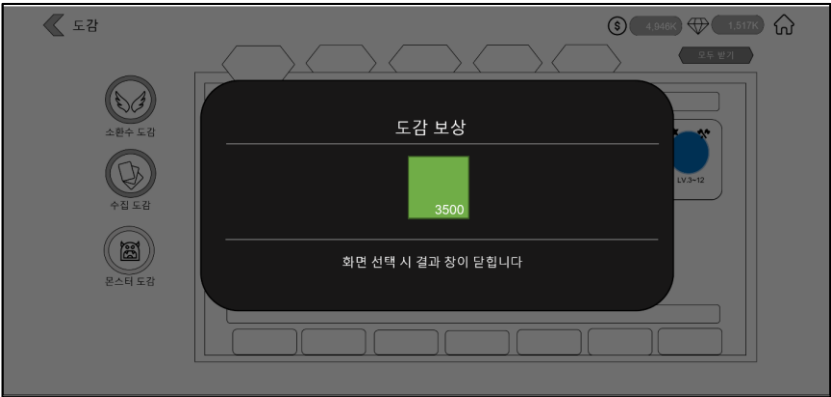 도감
4,946K
1,517K
모두 받기
소환수 도감
수집 도감
몬스터 도감
LV.3~12
도감 보상
3500
화면 선택 시 결과 창이 닫힙니다